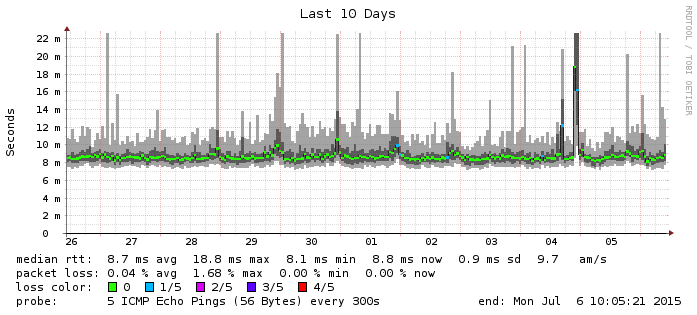 Last 10 Days
RRDTOOL / TOBI OETIKER
Seconds
22 m
20 m
18 m
16 m
14 m
12 m
10 m
8 m
6 m
4 m
2 m
0
26 27 28 29 30 01 02 03 04 05
median rtt: 8.7 ms avg 18.8 ms max 8.1 ms min 8.8 ms now 0.9 ms sd 9.7 am/s
packet loss: 0.04 % avg 1.68 % max 0.00 % min 0.00 % now
loss color: 0 1/5 2/5 3/5 4/5
probe: 5 ICMP Echo Pings (56 Bytes) every 300s end: Mon Jul 6 10:05:21 2015